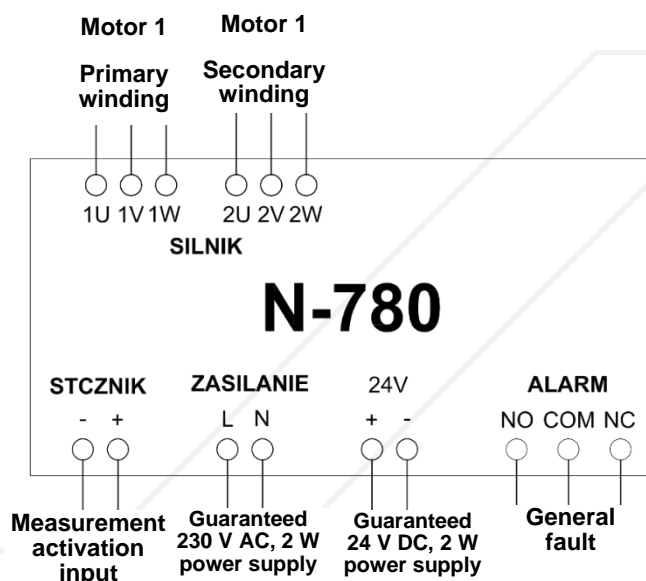 Motor 1 Motor 1
Primary winding Secondary winding
1U 1V 1W 2U 2V 2W
SILNIK
N-780
STCZNIK ZASILANIE 24V ALARM
- + L N + - NO COM NC
Measurement activation input
Guaranteed 230 V AC, 2 W power supply
Guaranteed 24 V DC, 2 W power supply
General fault